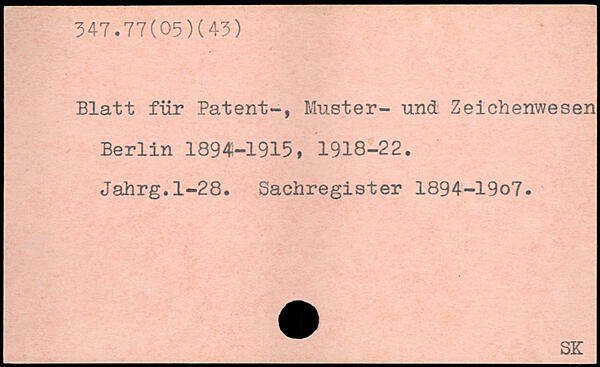 347.77(05)(43)
Blatt für Patent-, Muster- und Zeichenwesen
Berlin 1894-1915, 1918-22.
Jahrg.1-28. Sachregister 1894-19o7.
SK